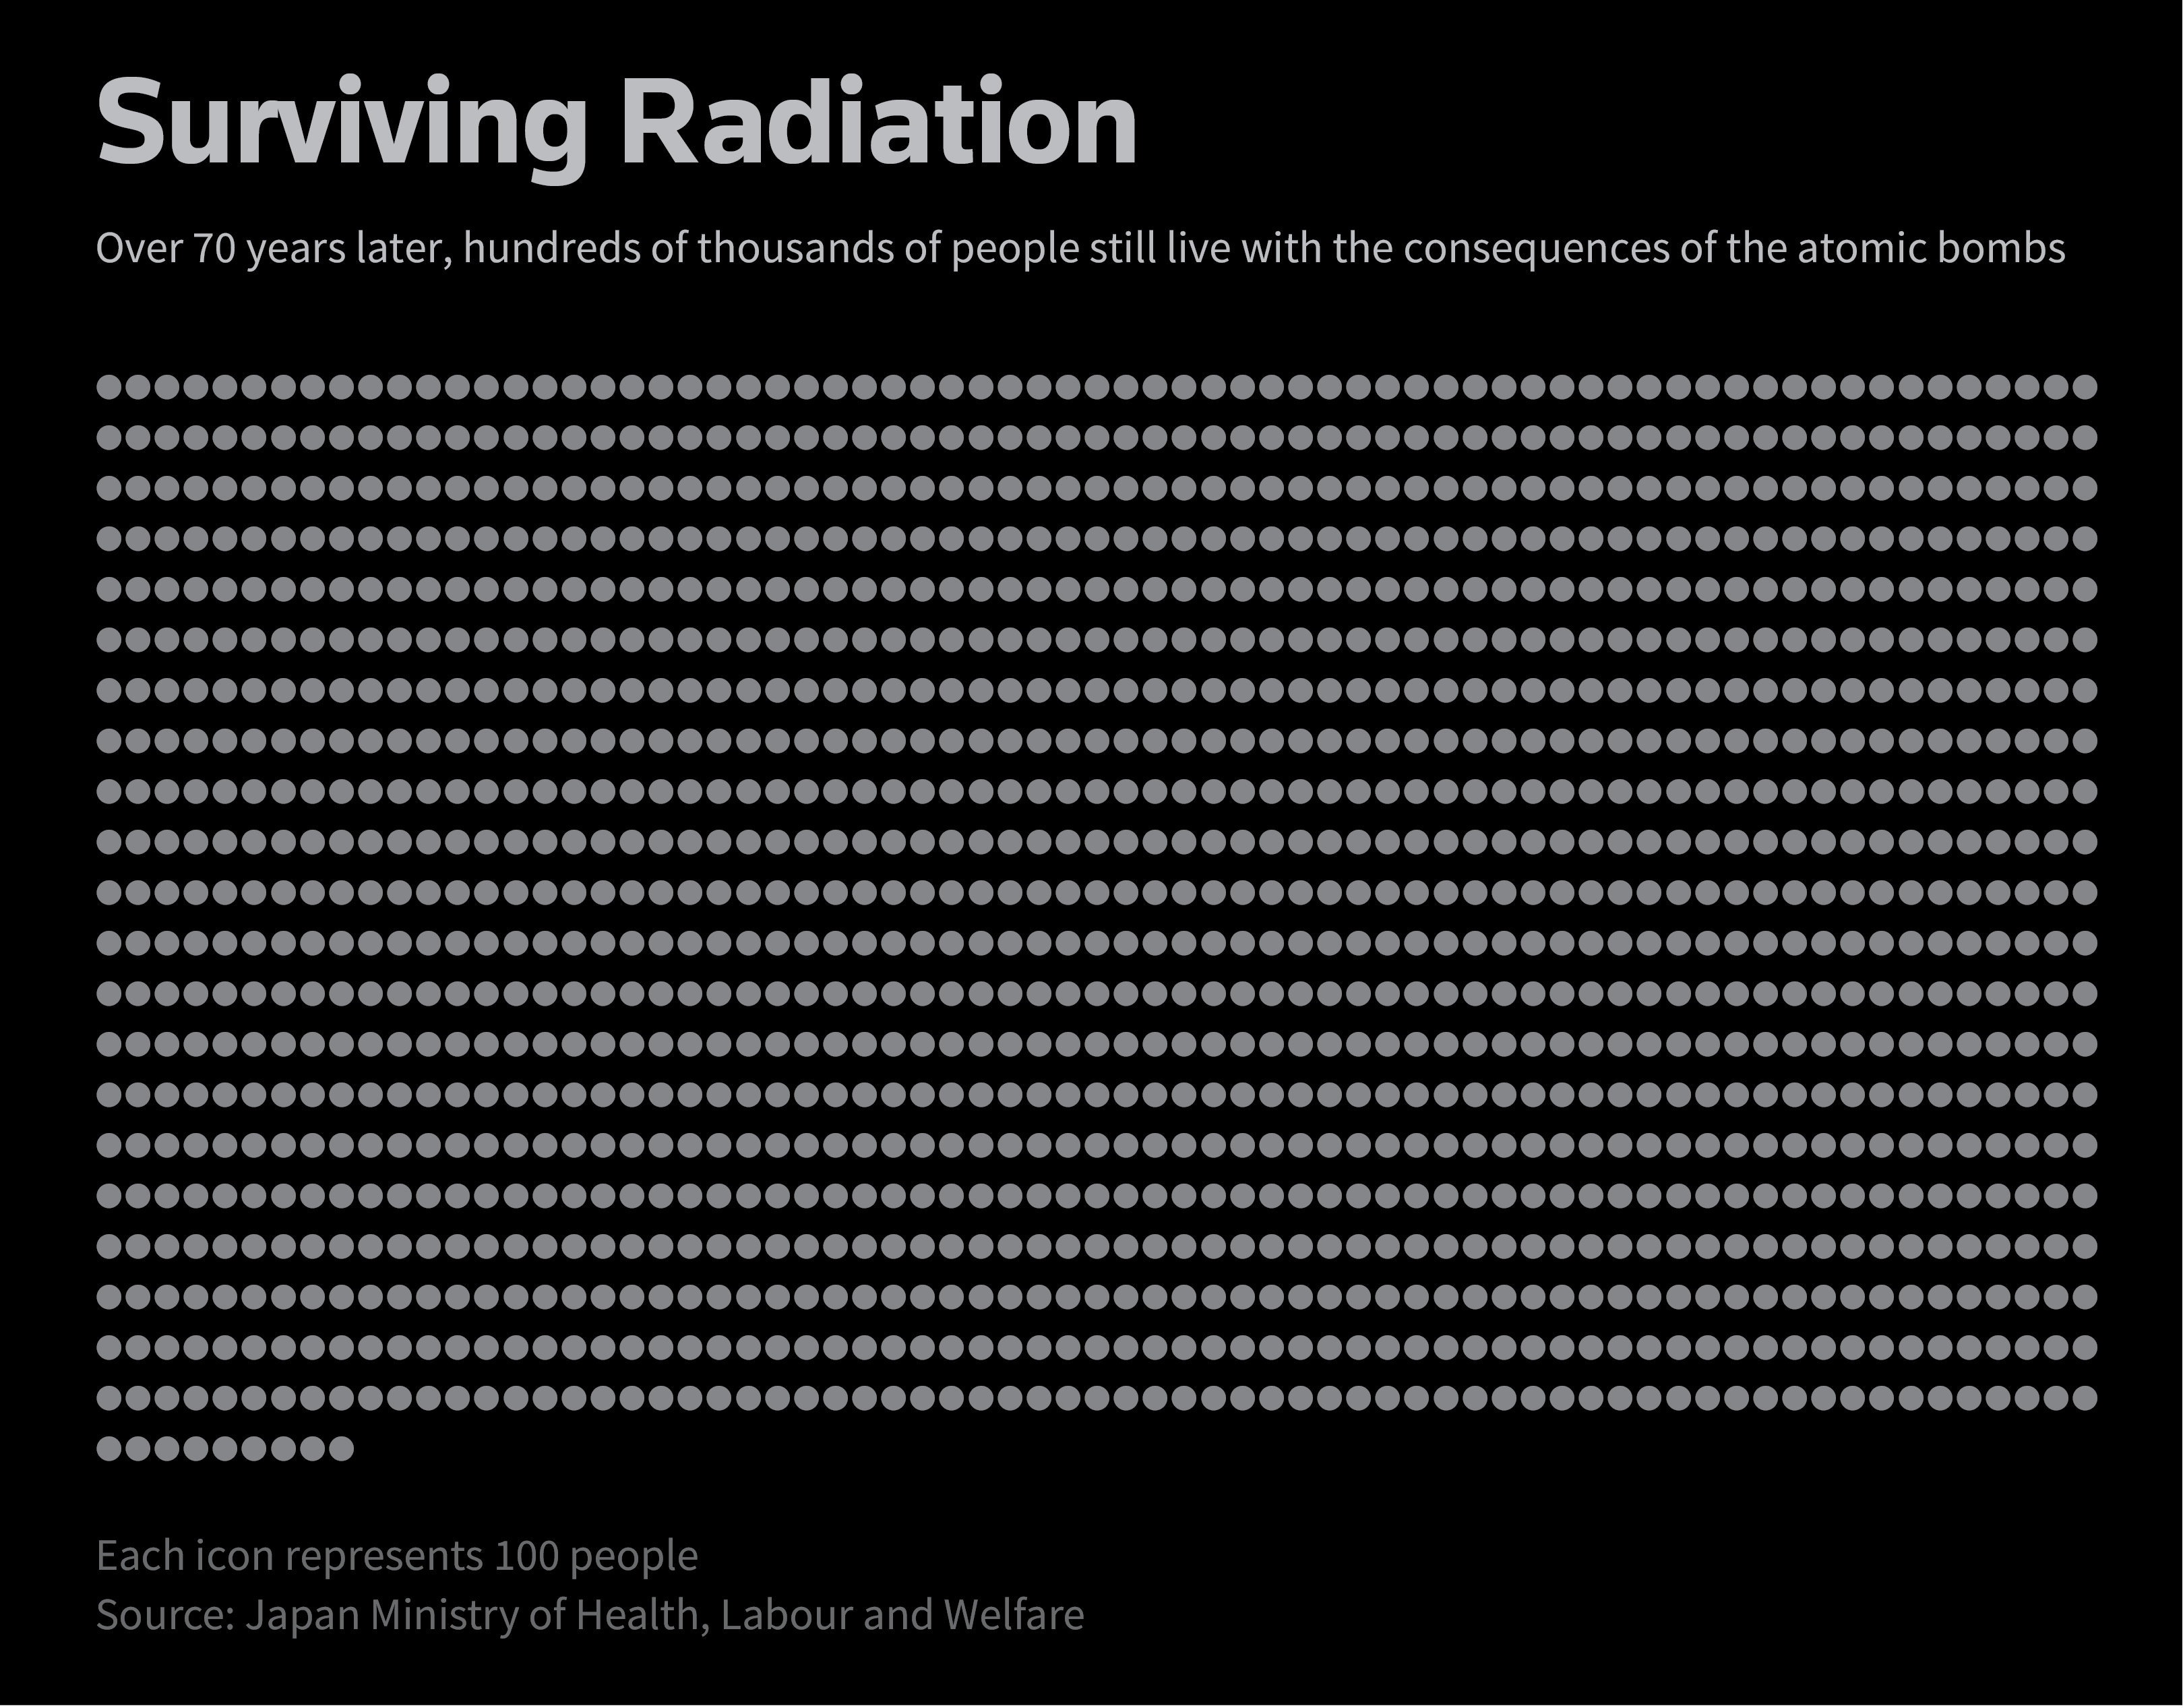 Surviving Radiation
Over 70 years later, hundreds of thousands of people still live with the consequences of the atomic bombs
Each icon represents 100 people
Source: Japan Ministry of Health, Labour and Welfare